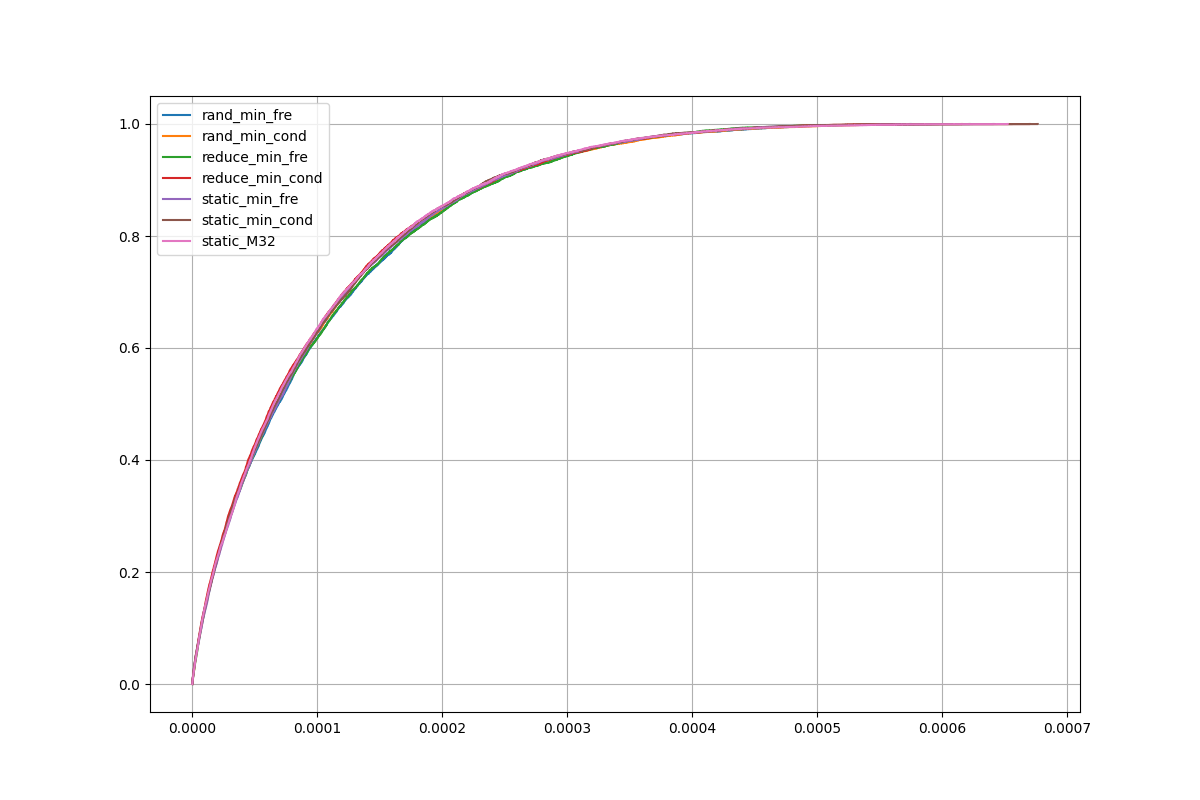 rand_min_fre
rand_min_cond
reduce_min_fre
reduce_min_cond
static_min_fre
static_min_cond
static_M32
1.0
0.8
0.6
0.4
0.2
0.0
0.0000 0.0001 0.0002 0.0003 0.0004 0.0005 0.0006 0.0007